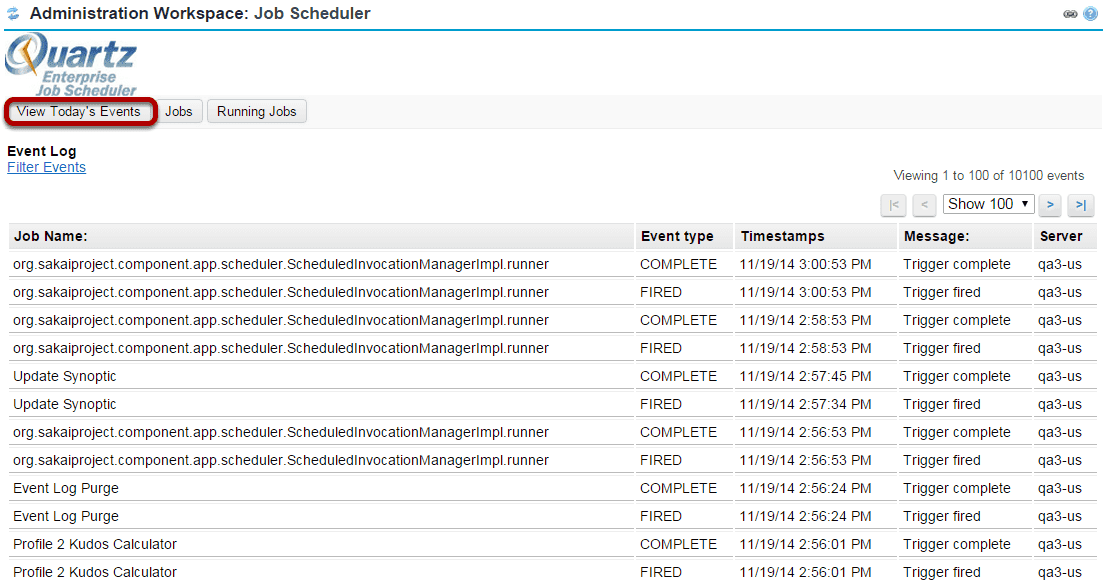 Administration Workspace: Job Scheduler
Quartz
Enterprise
Job Scheduler
View Today's Events Jobs Running Jobs
Event Log
Filter Events
Viewing 1 to 100 of 10100 events
|< < Show 100 > >|
Job Name: Event type Timestamps Message: Server
org.sakaiproject.component.app.scheduler.ScheduledInvocationManagerImpl.runner COMPLETE 11/19/14 3:00:53 PM Trigger complete qa3-us
org.sakaiproject.component.app.scheduler.ScheduledInvocationManagerImpl.runner FIRED 11/19/14 3:00:53 PM Trigger fired qa3-us
org.sakaiproject.component.app.scheduler.ScheduledInvocationManagerImpl.runner COMPLETE 11/19/14 2:58:53 PM Trigger complete qa3-us
org.sakaiproject.component.app.scheduler.ScheduledInvocationManagerImpl.runner FIRED 11/19/14 2:58:53 PM Trigger fired qa3-us
Update Synoptic COMPLETE 11/19/14 2:57:45 PM Trigger complete qa3-us
Update Synoptic FIRED 11/19/14 2:57:34 PM Trigger fired qa3-us
org.sakaiproject.component.app.scheduler.ScheduledInvocationManagerImpl.runner COMPLETE 11/19/14 2:56:53 PM Trigger complete qa3-us
org.sakaiproject.component.app.scheduler.ScheduledInvocationManagerImpl.runner FIRED 11/19/14 2:56:53 PM Trigger fired qa3-us
Event Log Purge COMPLETE 11/19/14 2:56:24 PM Trigger complete qa3-us
Event Log Purge FIRED 11/19/14 2:56:24 PM Trigger fired qa3-us
Profile 2 Kudos Calculator COMPLETE 11/19/14 2:56:01 PM Trigger complete qa3-us
Profile 2 Kudos Calculator FIRED 11/19/14 2:56:01 PM Trigger fired qa3-us